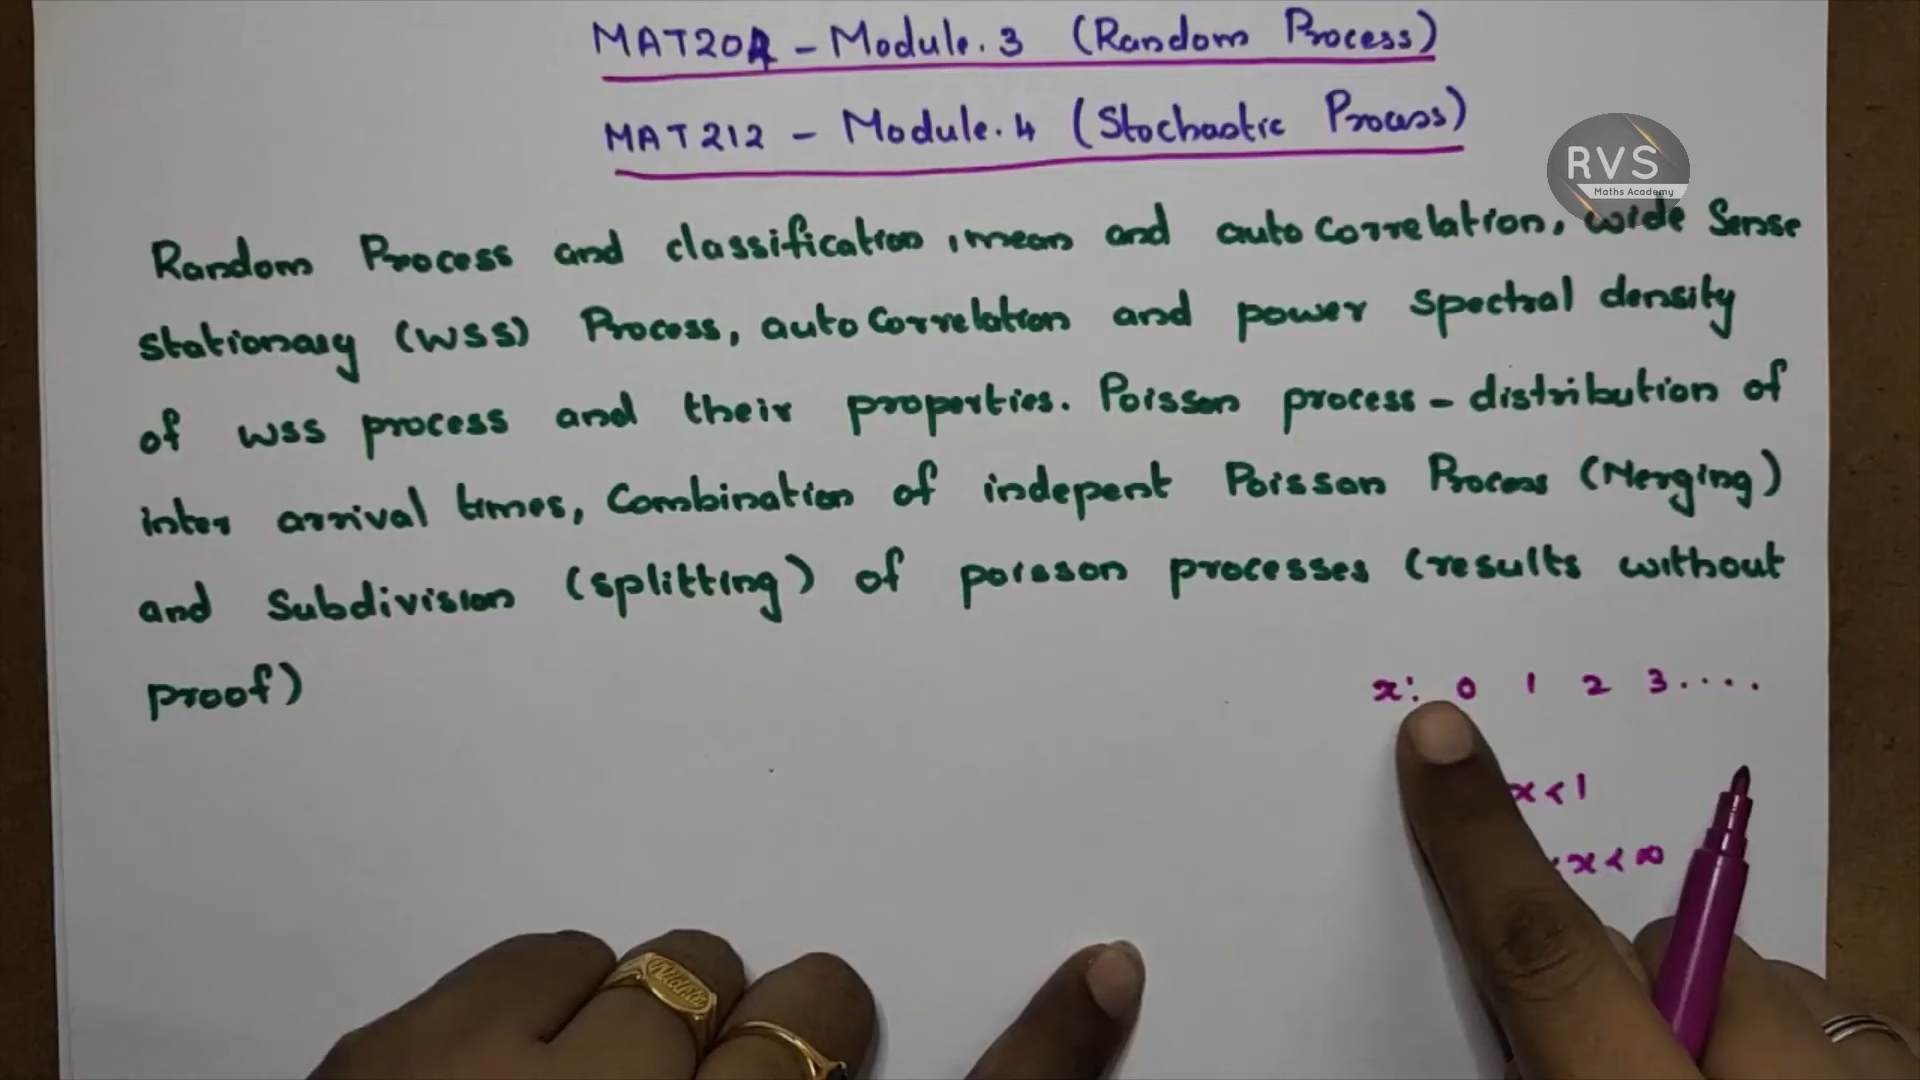 MAT204 - Module.3 (Random Process)
MAT212 - Module.4 (Stochastic Process)
RVS
Maths Academy
Random Process and classification, mean and auto correlation, wide Sense
stationary (WSS) Process, auto correlation and power spectral density
of WSS process and their properties. Poisson process - distribution of
inter arrival times, Combination of indepent Poisson Process (Merging)
and Subdivision (splitting) of poisson processes (results without
proof)
x: 0 1 2 3....
x<1
<x<∞